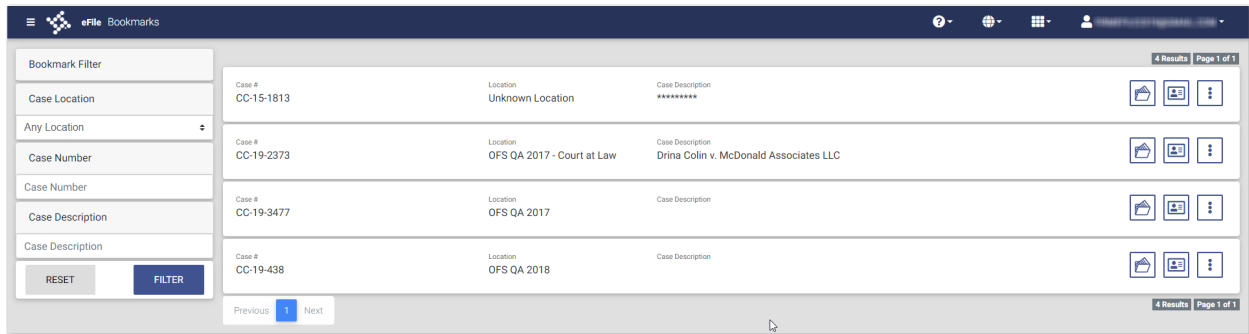 eFile Bookmarks
Bookmark Filter
Case Location
Any Location
Case Number
Case Number
Case Description
Case Description
RESET FILTER
4 Results Page 1 of 1
Case # Location Case Description
CC-15-1813 Unknown Location *********
Case # Location Case Description
CC-19-2373 OFS QA 2017 - Court at Law Drina Colin v. McDonald Associates LLC
Case # Location Case Description
CC-19-3477 OFS QA 2017
Case # Location Case Description
CC-19-438 OFS QA 2018
Previous 1 Next
4 Results Page 1 of 1